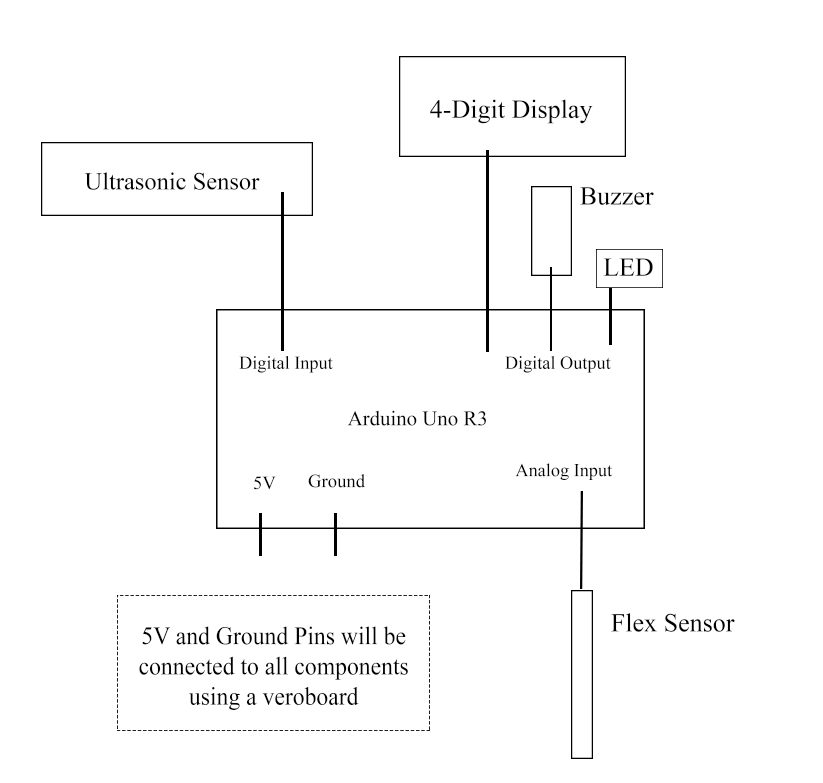 4-Digit Display
Ultrasonic Sensor
Buzzer
LED
Digital Input
Digital Output
Arduino Uno R3
Analog Input
5V
Ground
5V and Ground Pins will be
connected to all components
using a veroboard
Flex Sensor